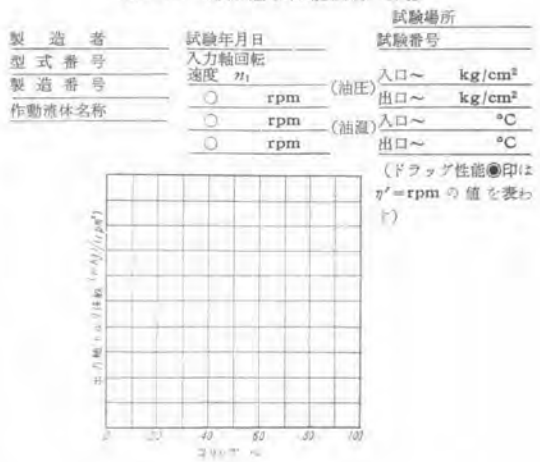 試験場所
製造者 試験年月日 試験番号
型式番号 入力軸回転
製造番号 速度 n₁ (油圧) 入口〜 kg/cm²
作動液体名称 ○ rpm 出口〜 kg/cm²
○ rpm (油温) 入口〜 °C
○ rpm 出口〜 °C
(ドラッグ性能◉印は
n′=rpm の値を表わ
す)
0 20 40 60 80 100